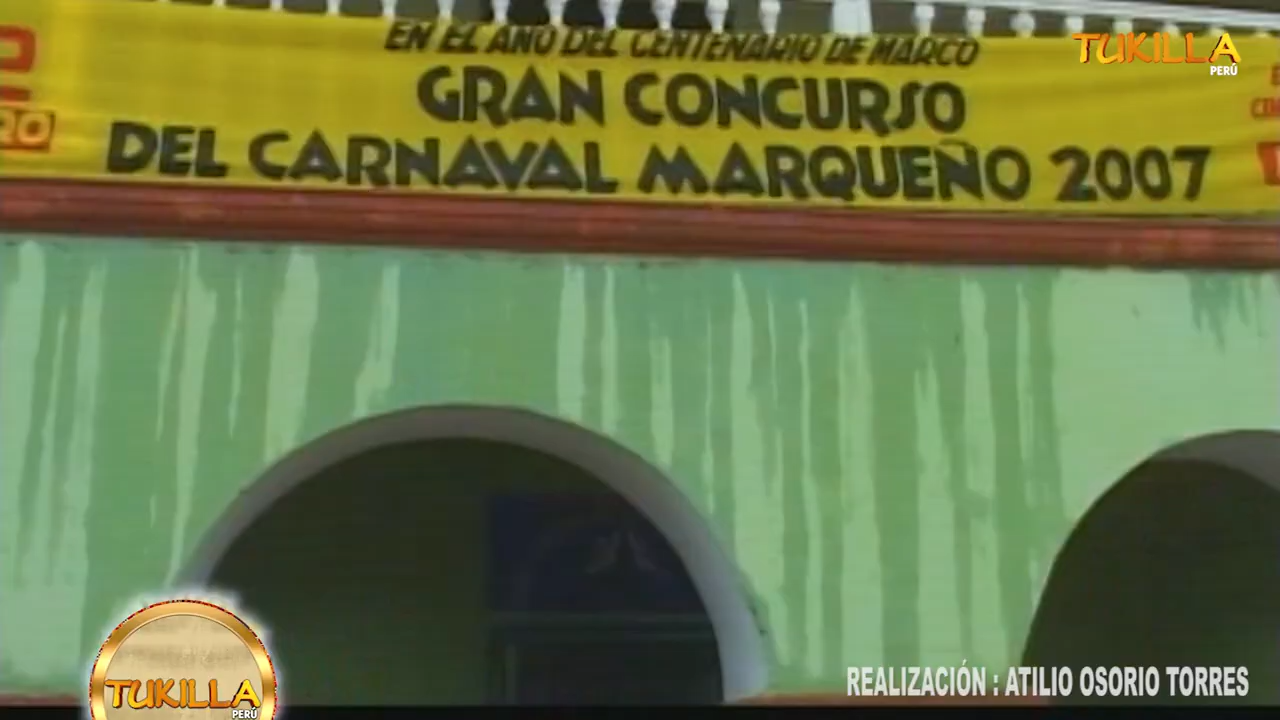 EN EL AÑO DEL CENTENARIO DE MARCO
GRAN CONCURSO
DEL CARNAVAL MARQUEÑO 2007
TUKILLA
PERÚ
TUKILLA
PERÚ
REALIZACIÓN : ATILIO OSORIO TORRES